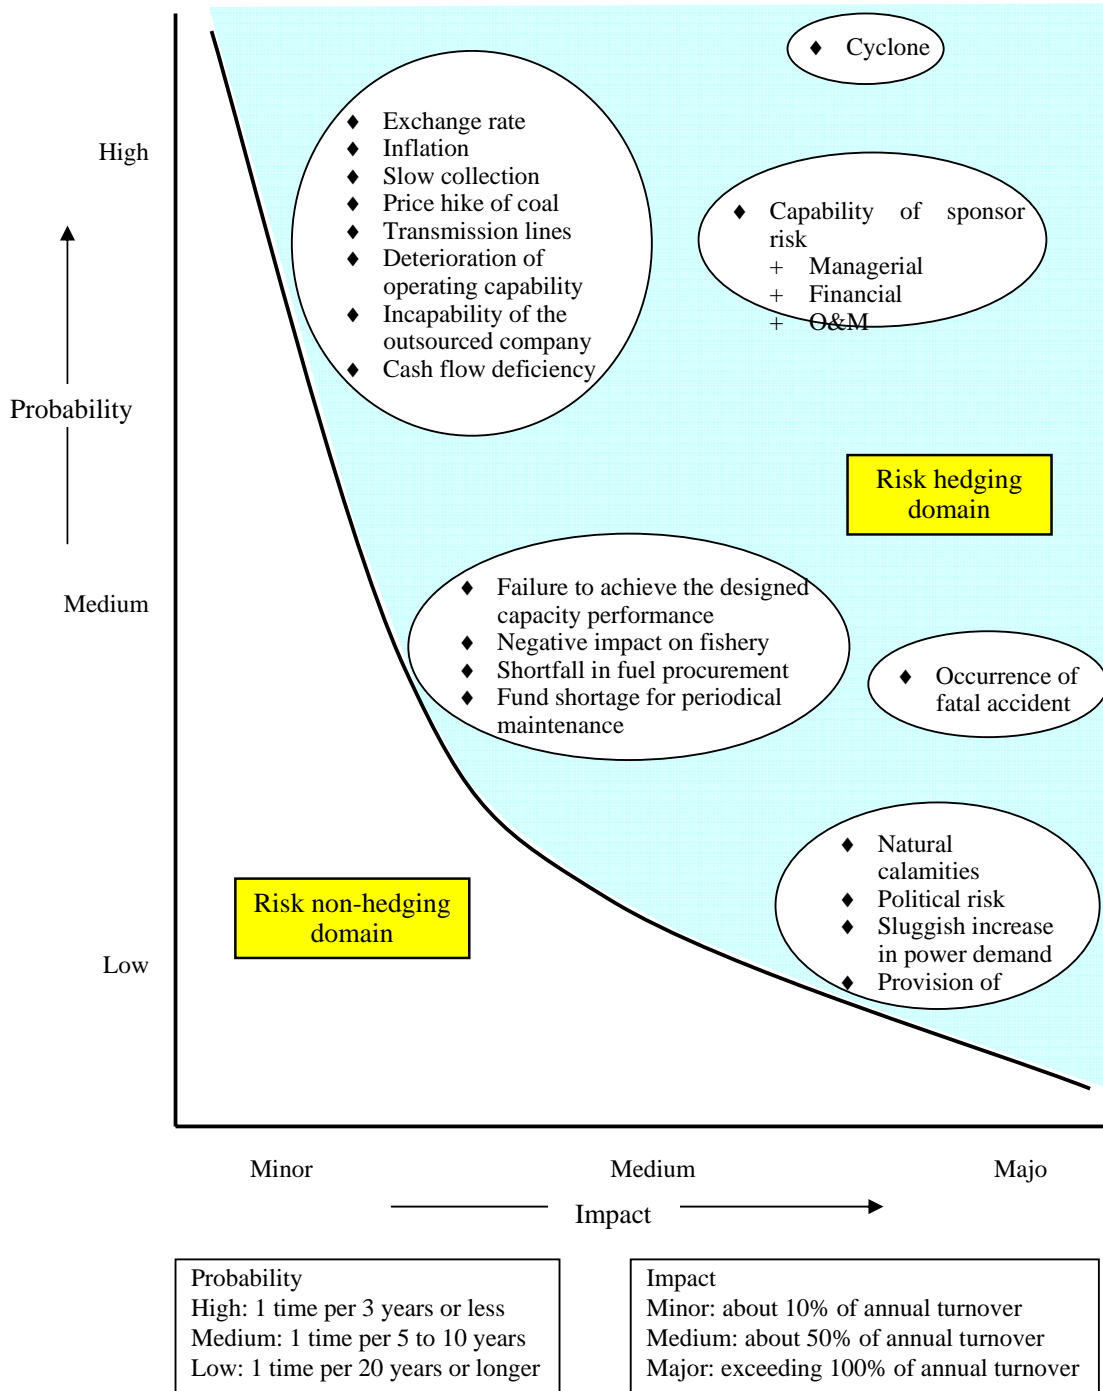 ♦ Cyclone
High
♦ Exchange rate
♦ Inflation
♦ Slow collection
♦ Price hike of coal
♦ Transmission lines
♦ Deterioration of
operating capability
♦ Incapability of the
outsourced company
♦ Cash flow deficiency
♦ Capability of sponsor
risk
+ Managerial
+ Financial
+ O&M
Probability
Risk hedging
domain
Medium
♦ Failure to achieve the designed
capacity performance
♦ Negative impact on fishery
♦ Shortfall in fuel procurement
♦ Fund shortage for periodical
maintenance
♦ Occurrence of
fatal accident
♦ Natural
calamities
♦ Political risk
♦ Sluggish increase
in power demand
♦ Provision of
Risk non-hedging
domain
Low
Minor
Medium
Majo
Impact
Probability
High: 1 time per 3 years or less
Medium: 1 time per 5 to 10 years
Low: 1 time per 20 years or longer
Impact
Minor: about 10% of annual turnover
Medium: about 50% of annual turnover
Major: exceeding 100% of annual turnover